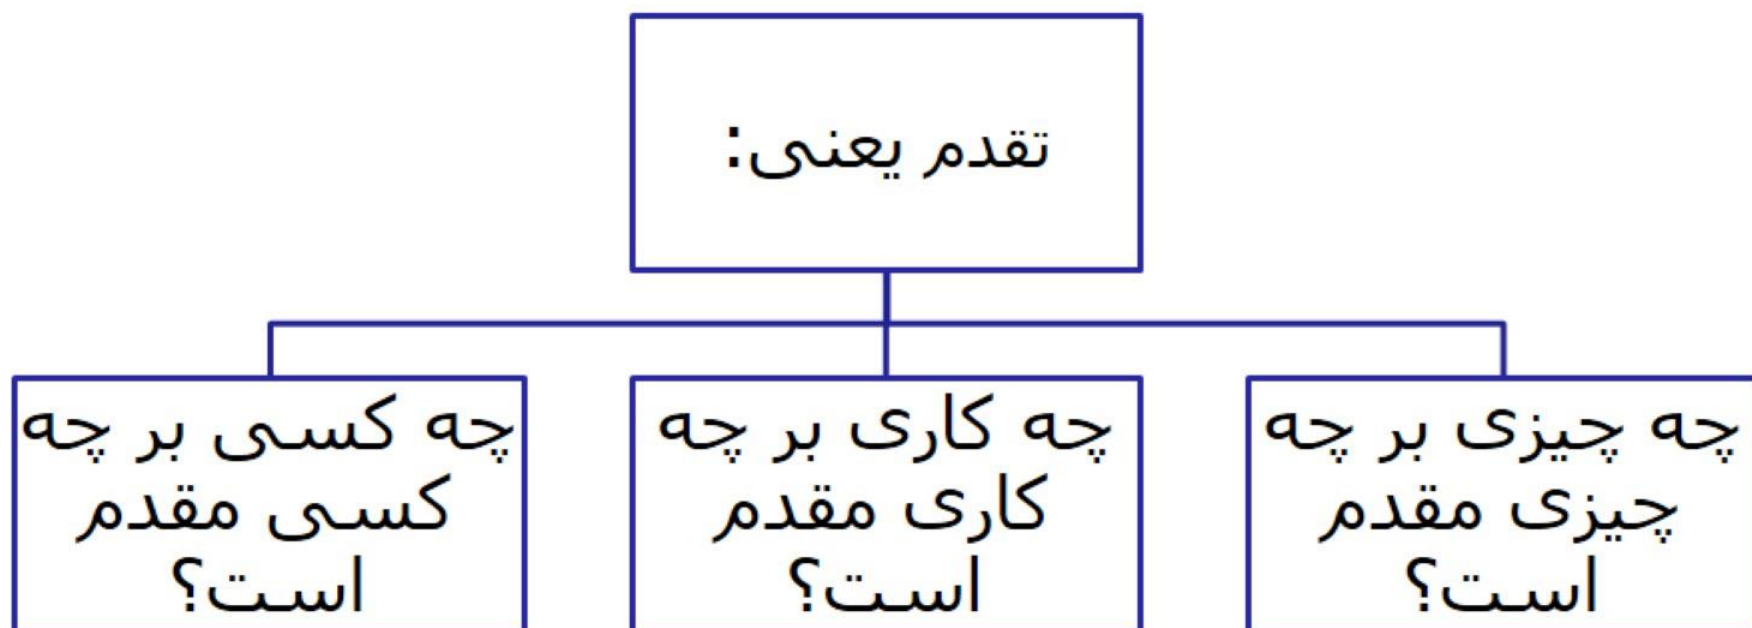 تقدم یعنی:
چه چیزی بر چه
چیزی مقدم
است؟
چه کاری بر چه
کاری مقدم
است؟
چه کسی بر چه
کسی مقدم
است؟